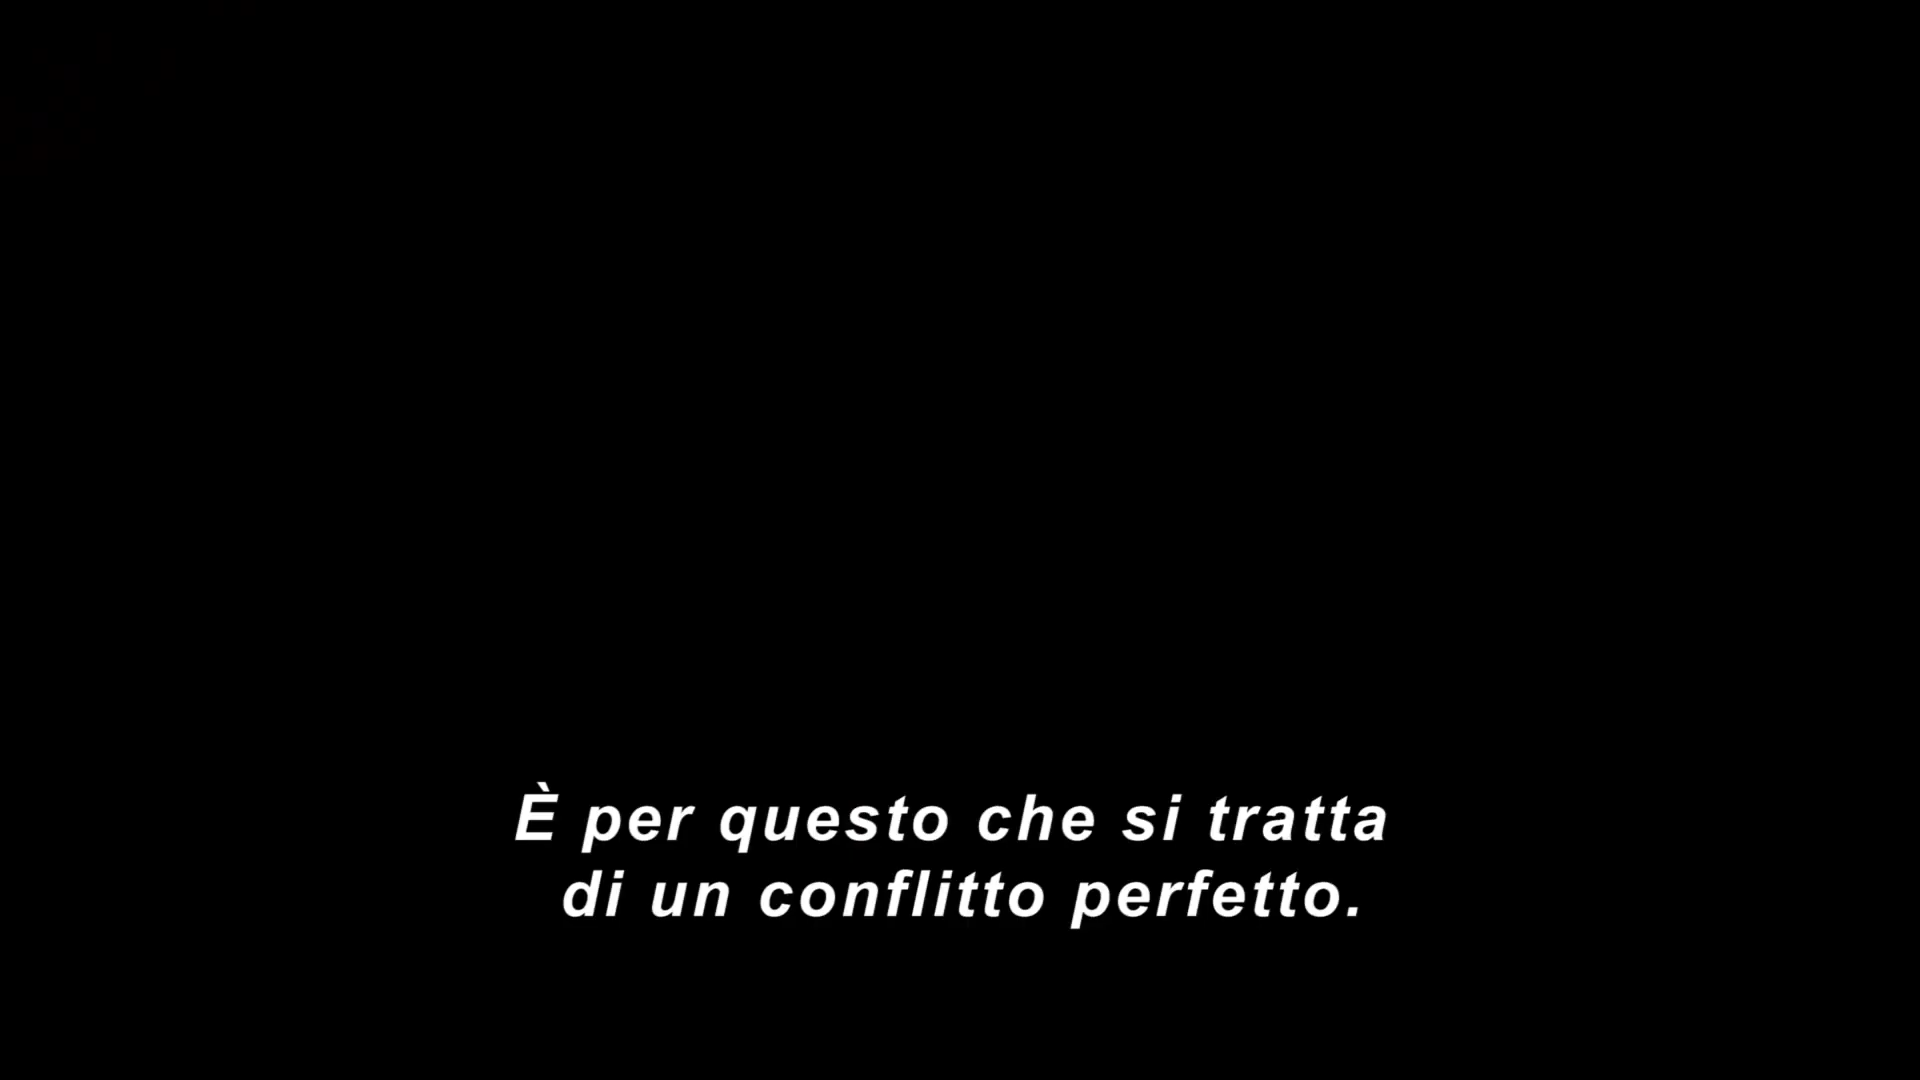 È per questo che si tratta
di un conflitto perfetto.